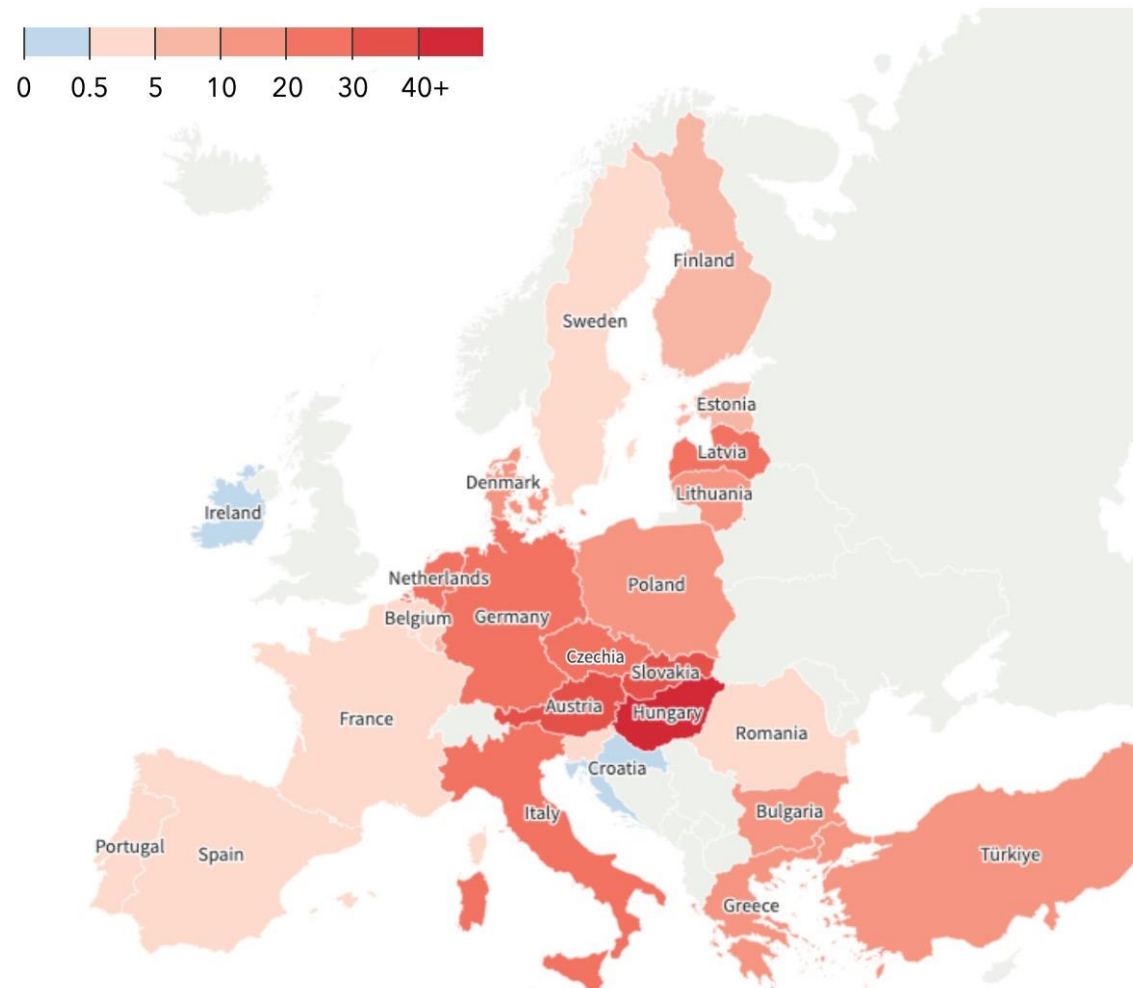 0 0.5 5 10 20 30 40+
Finland
Sweden
Estonia
Latvia
Denmark
Lithuania
Ireland
Netherlands
Poland
Belgium
Germany
Czechia
Slovakia
Austria
Hungary
France
Romania
Croatia
Italy
Bulgaria
Portugal
Spain
Türkiye
Greece